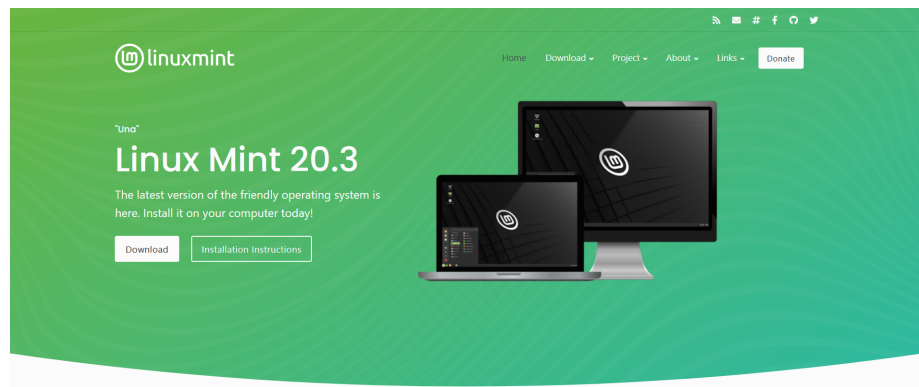 linuxmint
Home Download Project About Links Donate
"Una"
Linux Mint 20.3
The latest version of the friendly operating system is
here. Install it on your computer today!
Download Installation Instructions